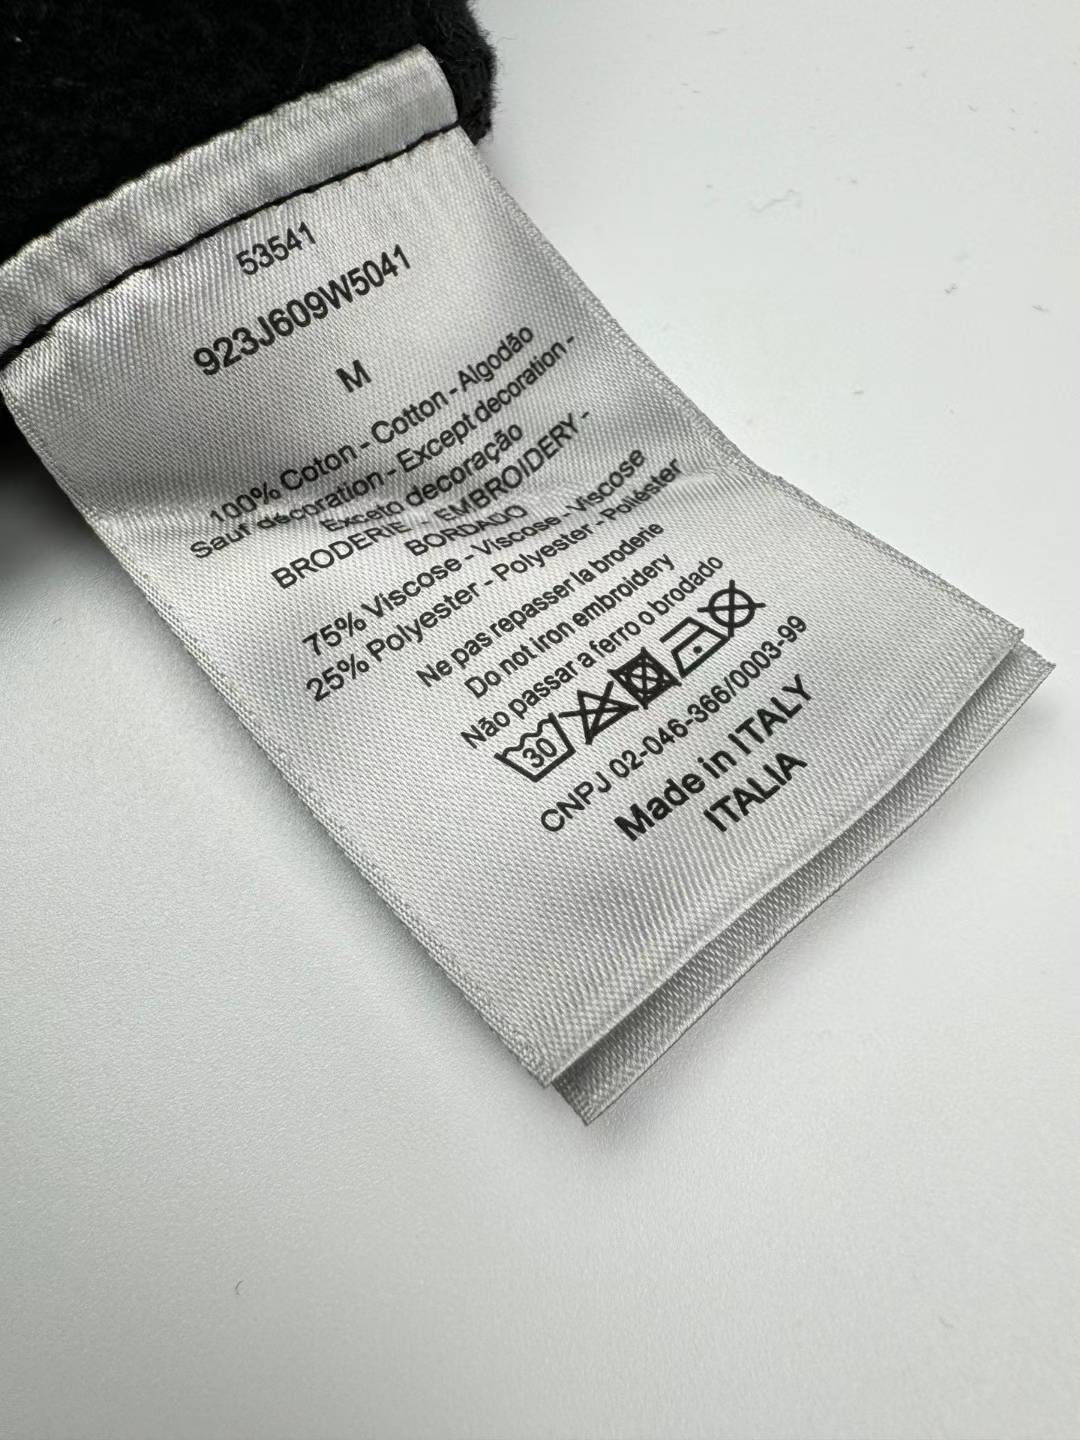 53541
923J609W5041
M
100% Coton - Cotton - Algodão
Sauf décoration - Except decoration -
Exceto decoração
BRODERIE - EMBROIDERY -
BORDADO
75% Viscose - Viscose - Viscose
25% Polyester - Polyester - Poliéster
Ne pas repasser la broderie
Do not iron embroidery
Não passar a ferro o brodado
30
CNPJ 02-046-366/0003-99
Made in ITALY
ITALIA